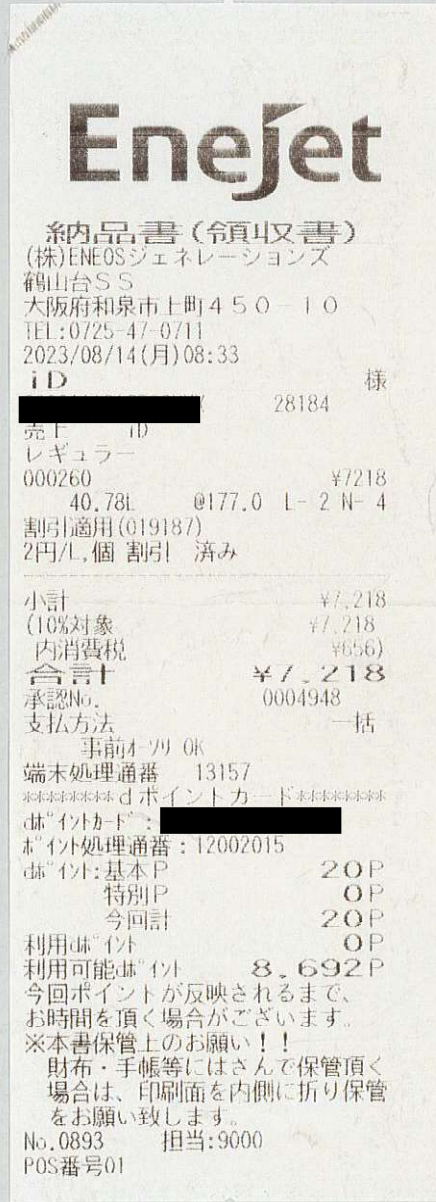 Enejet
納品書(領収書)
(株)ENEOSジェネレーションズ
鶴山台SS
大阪府和泉市上町450-10
TEL:0725-47-0711
2023/08/14(月)08:33
iD 様
28184
売上 iD
レギュラー
000260 ¥7218
40.78L @177.0 L-2 N-4
割引適用(019187)
2円/L,個 割引 済み
小計 ¥7,218
(10%対象 ¥7,218
内消費税 ¥656)
合計 ¥7,218
承認No. 0004948
支払方法 一括
事前オーソリ OK
端末処理通番 13157
********* dポイントカード*********
dポイントカード:
ポイント処理通番:12002015
dポイント:基本P 20P
特別P 0P
今回計 20P
利用dポイント 0P
利用可能dポイント 8,692P
今回ポイントが反映されるまで、
お時間を頂く場合がございます。
※本書保管上のお願い!!
財布・手帳等にはさんで保管頂く
場合は、印刷面を内側に折り保管
をお願い致します。
No.0893 担当:9000
POS番号01